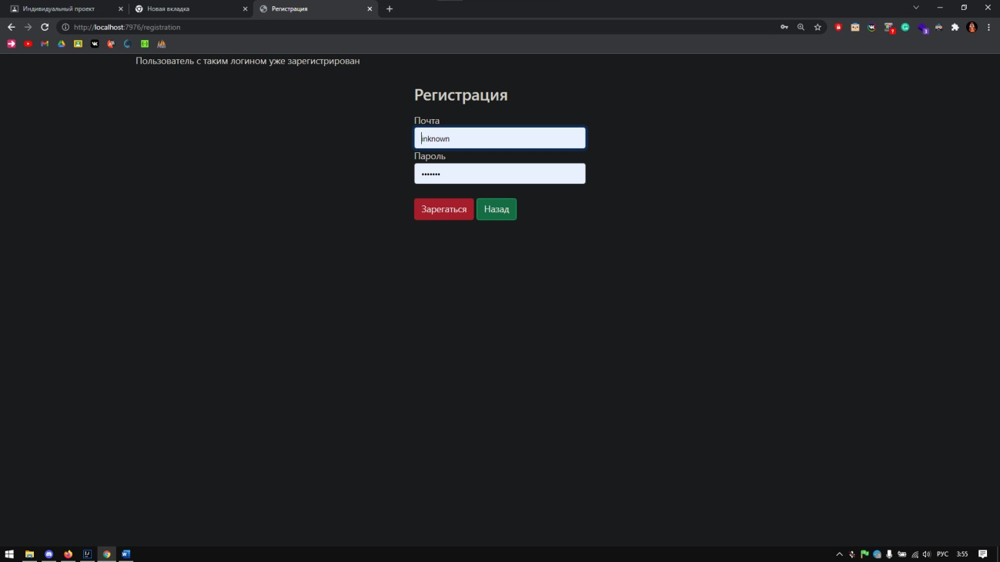 Индивидуальный проект
Новая вкладка
Регистрация
http://localhost:7976/registration
Пользователь с таким логином уже зарегистрирован
Регистрация
Почта
inknown
Пароль
•••••••
Зарегаться Назад
РУС 3:55